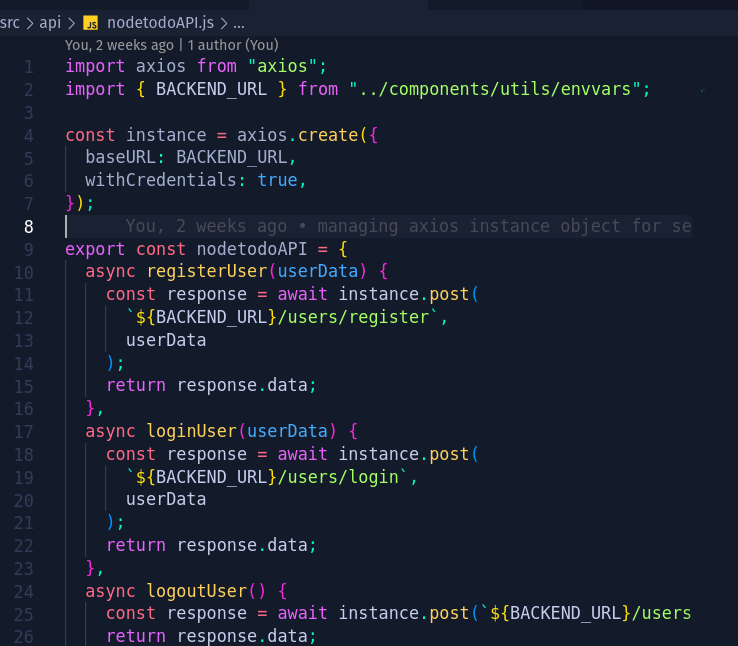 src > api > JS nodetodoAPI.js > ...
You, 2 weeks ago | 1 author (You)
1 import axios from "axios";
2 import { BACKEND_URL } from "../components/utils/envvars";
3
4 const instance = axios.create({
5   baseURL: BACKEND_URL,
6   withCredentials: true,
7 });
8       You, 2 weeks ago • managing axios instance object for se
9 export const nodetodoAPI = {
10   async registerUser(userData) {
11     const response = await instance.post(
12       `${BACKEND_URL}/users/register`,
13       userData
14     );
15     return response.data;
16   },
17   async loginUser(userData) {
18     const response = await instance.post(
19       `${BACKEND_URL}/users/login`,
20       userData
21     );
22     return response.data;
23   },
24   async logoutUser() {
25     const response = await instance.post(`${BACKEND_URL}/users
26     return response.data;